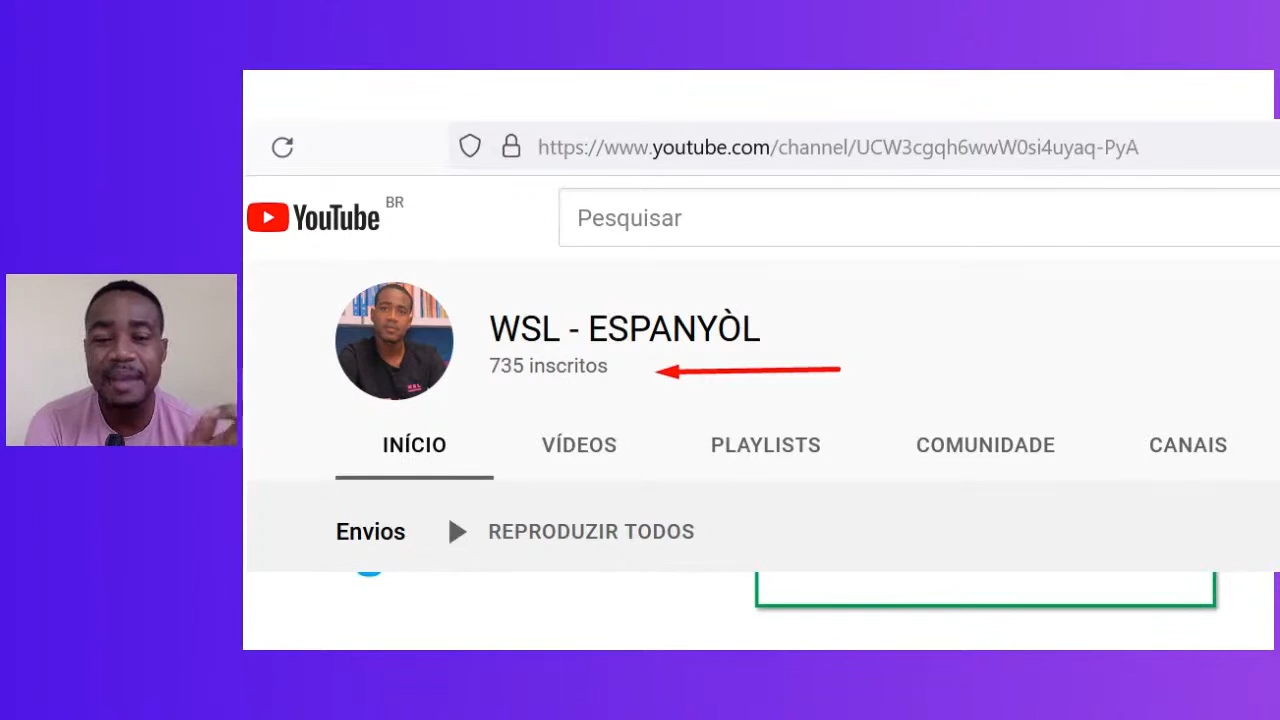 https://www.youtube.com/channel/UCW3cgqh6wwW0si4uyaq-PyA
YouTube BR
Pesquisar
WSL - ESPANYÒL
735 inscritos
INÍCIO VÍDEOS PLAYLISTS COMUNIDADE CANAIS
Envios REPRODUZIR TODOS